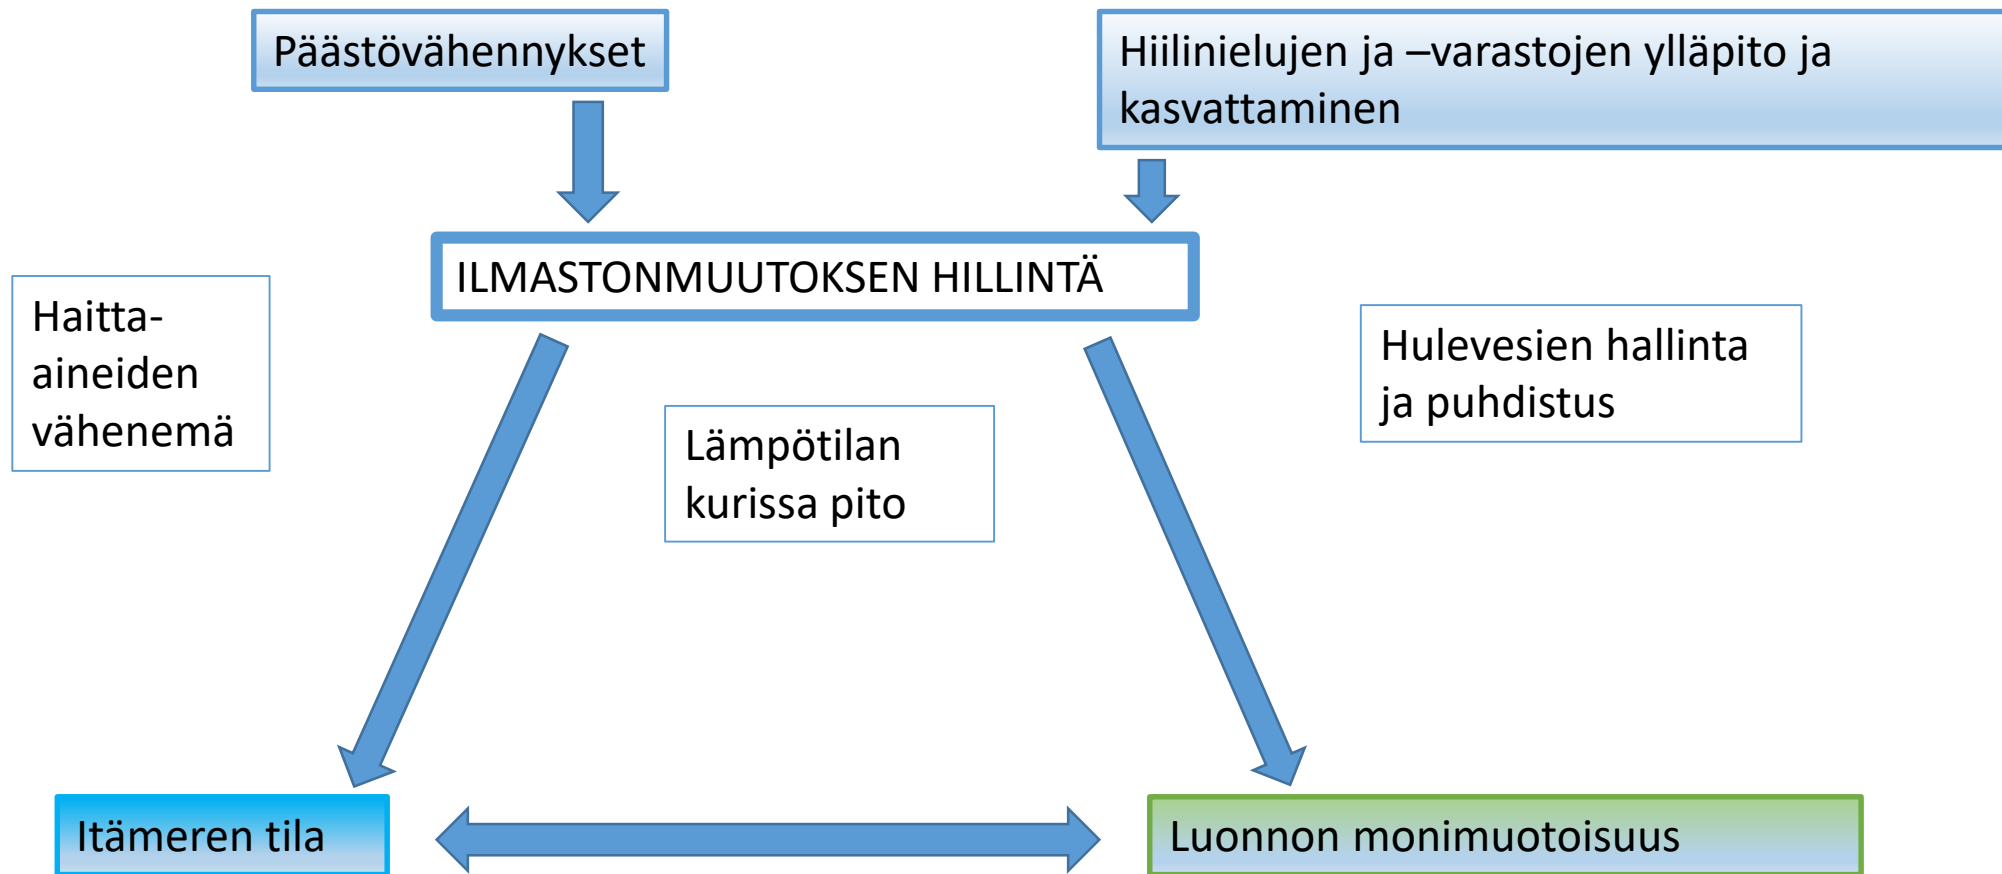 Päästövähennykset
Hiilinielujen ja –varastojen ylläpito ja
kasvattaminen
ILMASTONMUUTOKSEN HILLINTÄ
Haitta-
aineiden
vähenemä
Lämpötilan
kurissa pito
Hulevesien hallinta
ja puhdistus
Itämeren tila
Luonnon monimuotoisuus